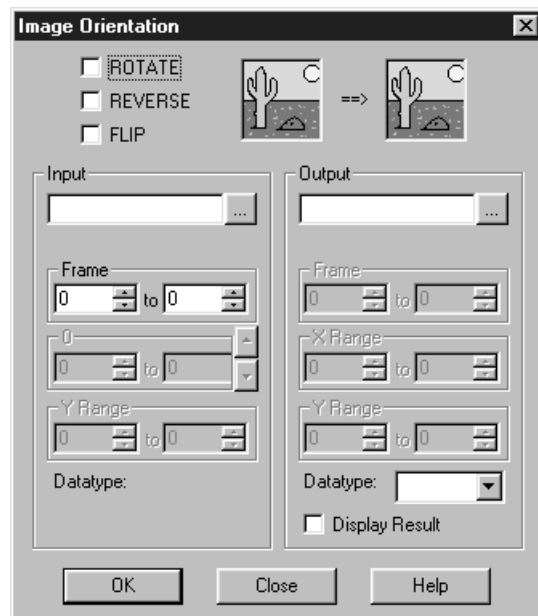 Image Orientation
ROTATE
REVERSE
FLIP
==>
Input
...
Frame
0 to 0
0
0 to 0
Y Range
0 to 0
Datatype:
Output
...
Frame
0 to 0
X Range
0 to 0
Y Range
0 to 0
Datatype:
Display Result
OK Close Help